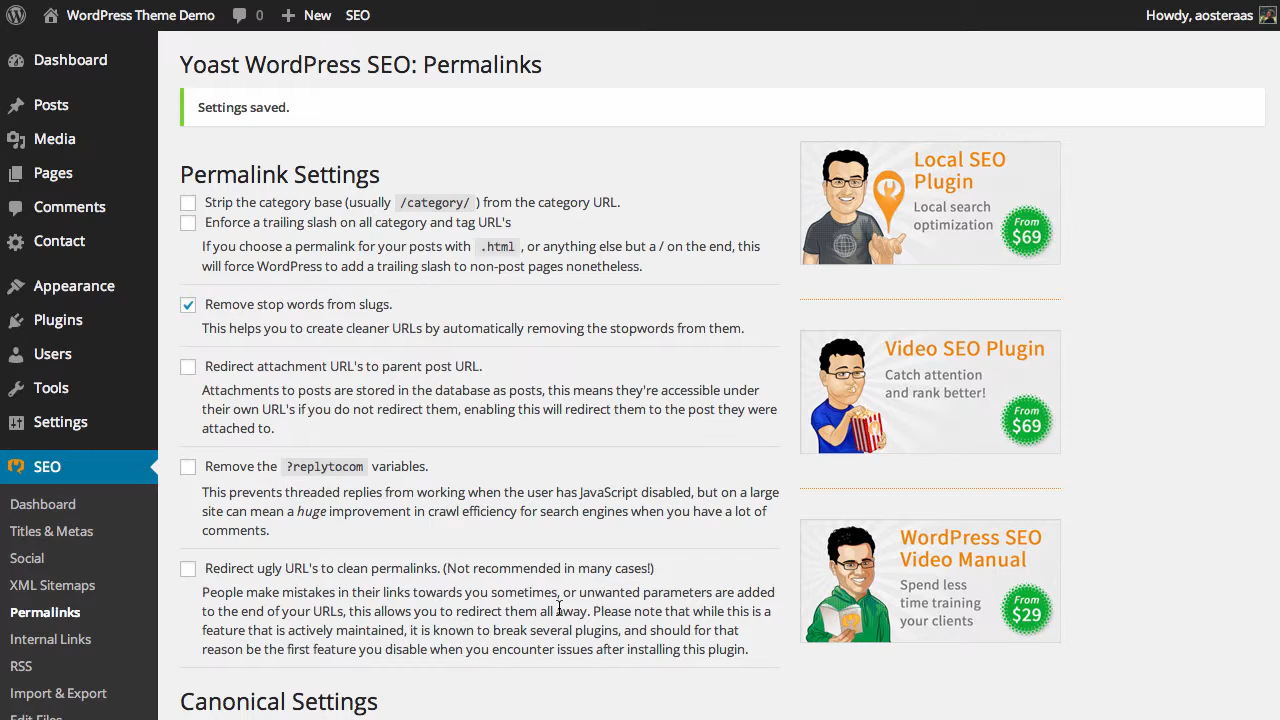 WordPress Theme Demo
0
New
SEO
Howdy, aosteraas
Dashboard
Posts
Media
Pages
Comments
Contact
Appearance
Plugins
Users
Tools
Settings
SEO
Dashboard
Titles & Metas
Social
XML Sitemaps
Permalinks
Internal Links
RSS
Import & Export
Edit Files
Yoast WordPress SEO: Permalinks
Settings saved.
Permalink Settings
Strip the category base (usually /category/ ) from the category URL.
Enforce a trailing slash on all category and tag URL's
If you choose a permalink for your posts with .html , or anything else but a / on the end, this
will force WordPress to add a trailing slash to non-post pages nonetheless.
Remove stop words from slugs.
This helps you to create cleaner URLs by automatically removing the stopwords from them.
Redirect attachment URL's to parent post URL.
Attachments to posts are stored in the database as posts, this means they're accessible under
their own URL's if you do not redirect them, enabling this will redirect them to the post they were
attached to.
Remove the ?replytocom variables.
This prevents threaded replies from working when the user has JavaScript disabled, but on a large
site can mean a huge improvement in crawl efficiency for search engines when you have a lot of
comments.
Redirect ugly URL's to clean permalinks. (Not recommended in many cases!)
People make mistakes in their links towards you sometimes, or unwanted parameters are added
to the end of your URLs, this allows you to redirect them all away. Please note that while this is a
feature that is actively maintained, it is known to break several plugins, and should for that
reason be the first feature you disable when you encounter issues after installing this plugin.
Canonical Settings
Local SEO
Plugin
Local search
optimization
From
$69
Video SEO Plugin
Catch attention
and rank better!
From
$69
WordPress SEO
Video Manual
Spend less
time training
your clients
From
$29